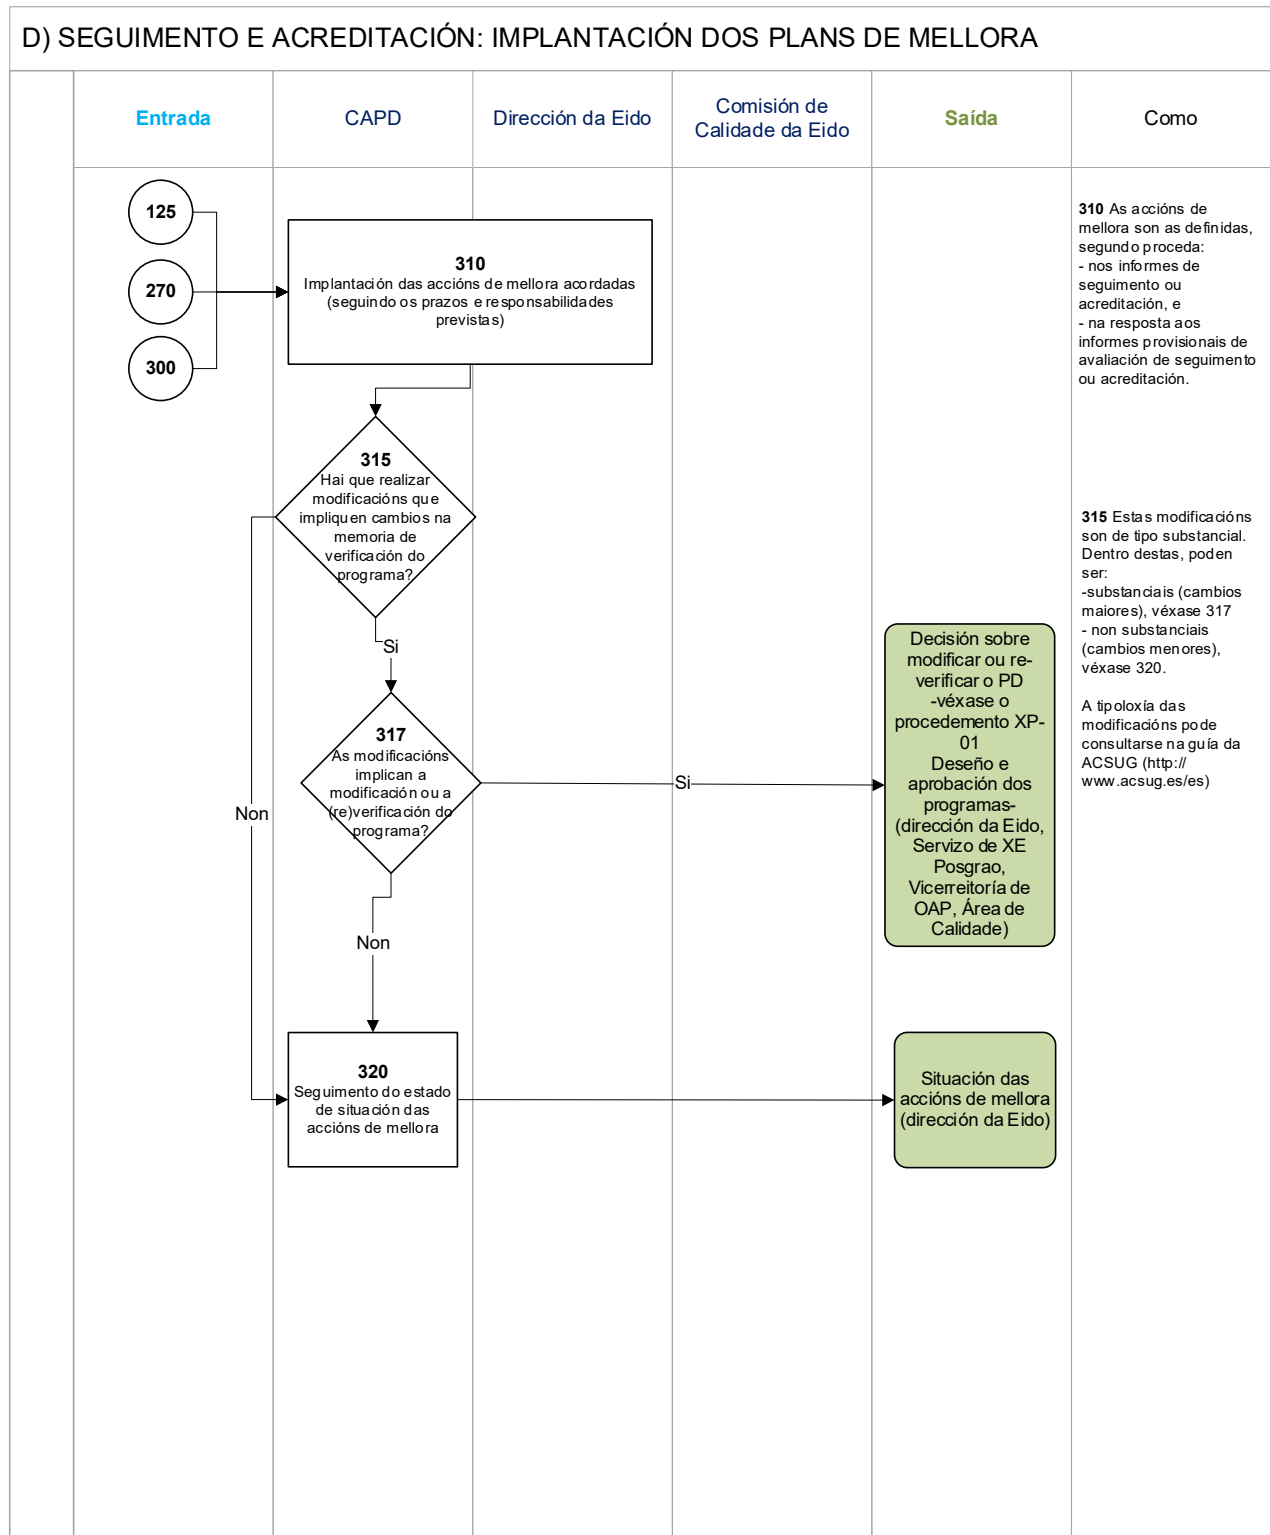 D) SEGUIMENTO E ACREDITACIÓN: IMPLANTACIÓN DOS PLANS DE MELLORA
Entrada
CAPD
Dirección da Eido
Comisión de
Calidade da Eido
Saída
Como
125
270
300
310
Implantación das accións de mellora acordadas
(seguindo os prazos e responsabilidades
previstas)
310 As accións de
mellora son as definidas,
segundo proceda:
- nos informes de
seguimento ou
acreditación, e
- na resposta aos
informes provisionais de
avaliación de seguimento
ou acreditación.
315
Hai que realizar
modificacións que
impliquen cambios na
memoria de
verificación do
programa?
315 Estas modificacións
son de tipo substancial.
Dentro destas, poden
ser:
-substanciais (cambios
maiores), véxase 317
- non substanciais
(cambios menores),
véxase 320.
A tipoloxía das
modificacións pode
consultarse na guía da
ACSUG (http://
www.acsug.es/es)
Si
317
As modificacións
implican a
modificación ou a
(re)verificación do
programa?
Si
Decisión sobre
modificar ou re-
verificar o PD
-véxase o
procedemento XP-
01
Deseño e
aprobación dos
programas-
(dirección da Eido,
Servizo de XE
Posgrao,
Vicerreitoría de
OAP, Área de
Calidade)
Non
Non
320
Seguimento do estado
de situación das
accións de mellora
Situación das
accións de mellora
(dirección da Eido)